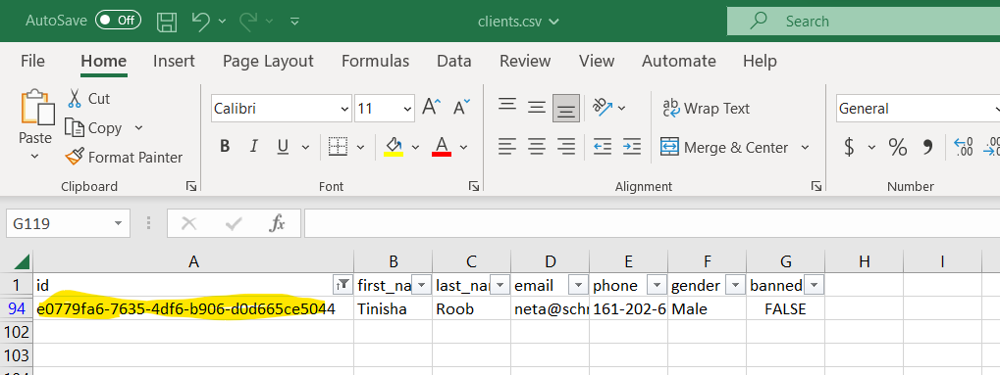 AutoSave Off clients.csv Search
File Home Insert Page Layout Formulas Data Review View Automate Help
Paste Cut Copy Format Painter
Calibri 11 A A
B I U A
ab Wrap Text
Merge & Center
General
$ % 9 .00 .00
Clipboard Font Alignment Number
G119 fx
A B C D E F G H I
1 id first_na last_na email phone gender banned
94 e0779fa6-7635-4df6-b906-d0d665ce5044 Tinisha Roob neta@schr 161-202-6 Male FALSE
102
103